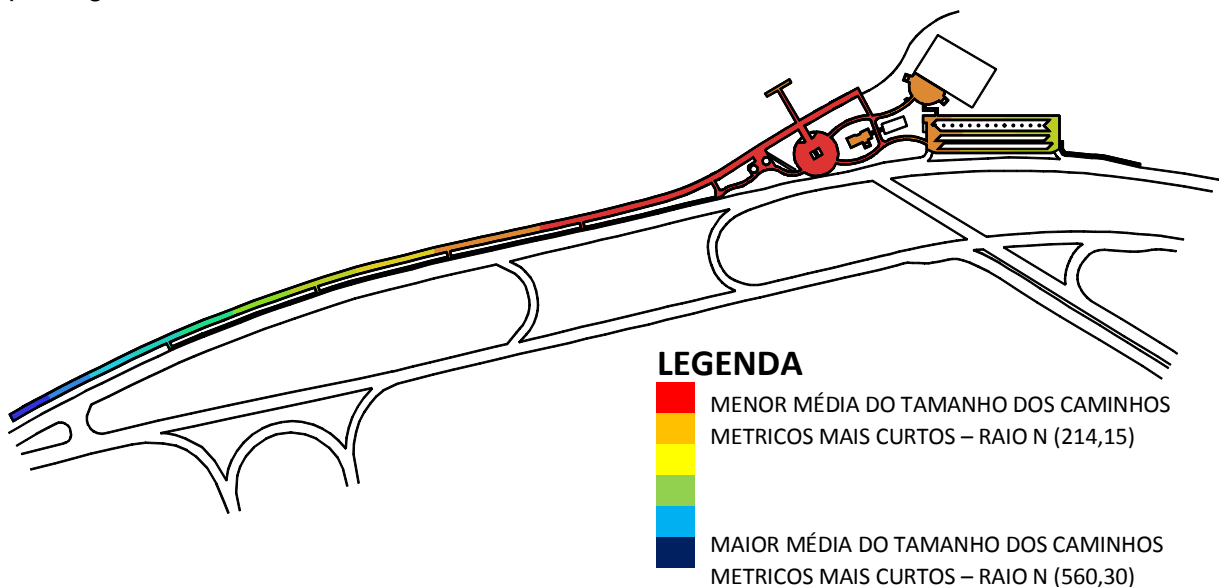 LEGENDA
MENOR MÉDIA DO TAMANHO DOS CAMINHOS
METRICOS MAIS CURTOS – RAIO N (214,15)
MAIOR MÉDIA DO TAMANHO DOS CAMINHOS
METRICOS MAIS CURTOS – RAIO N (560,30)